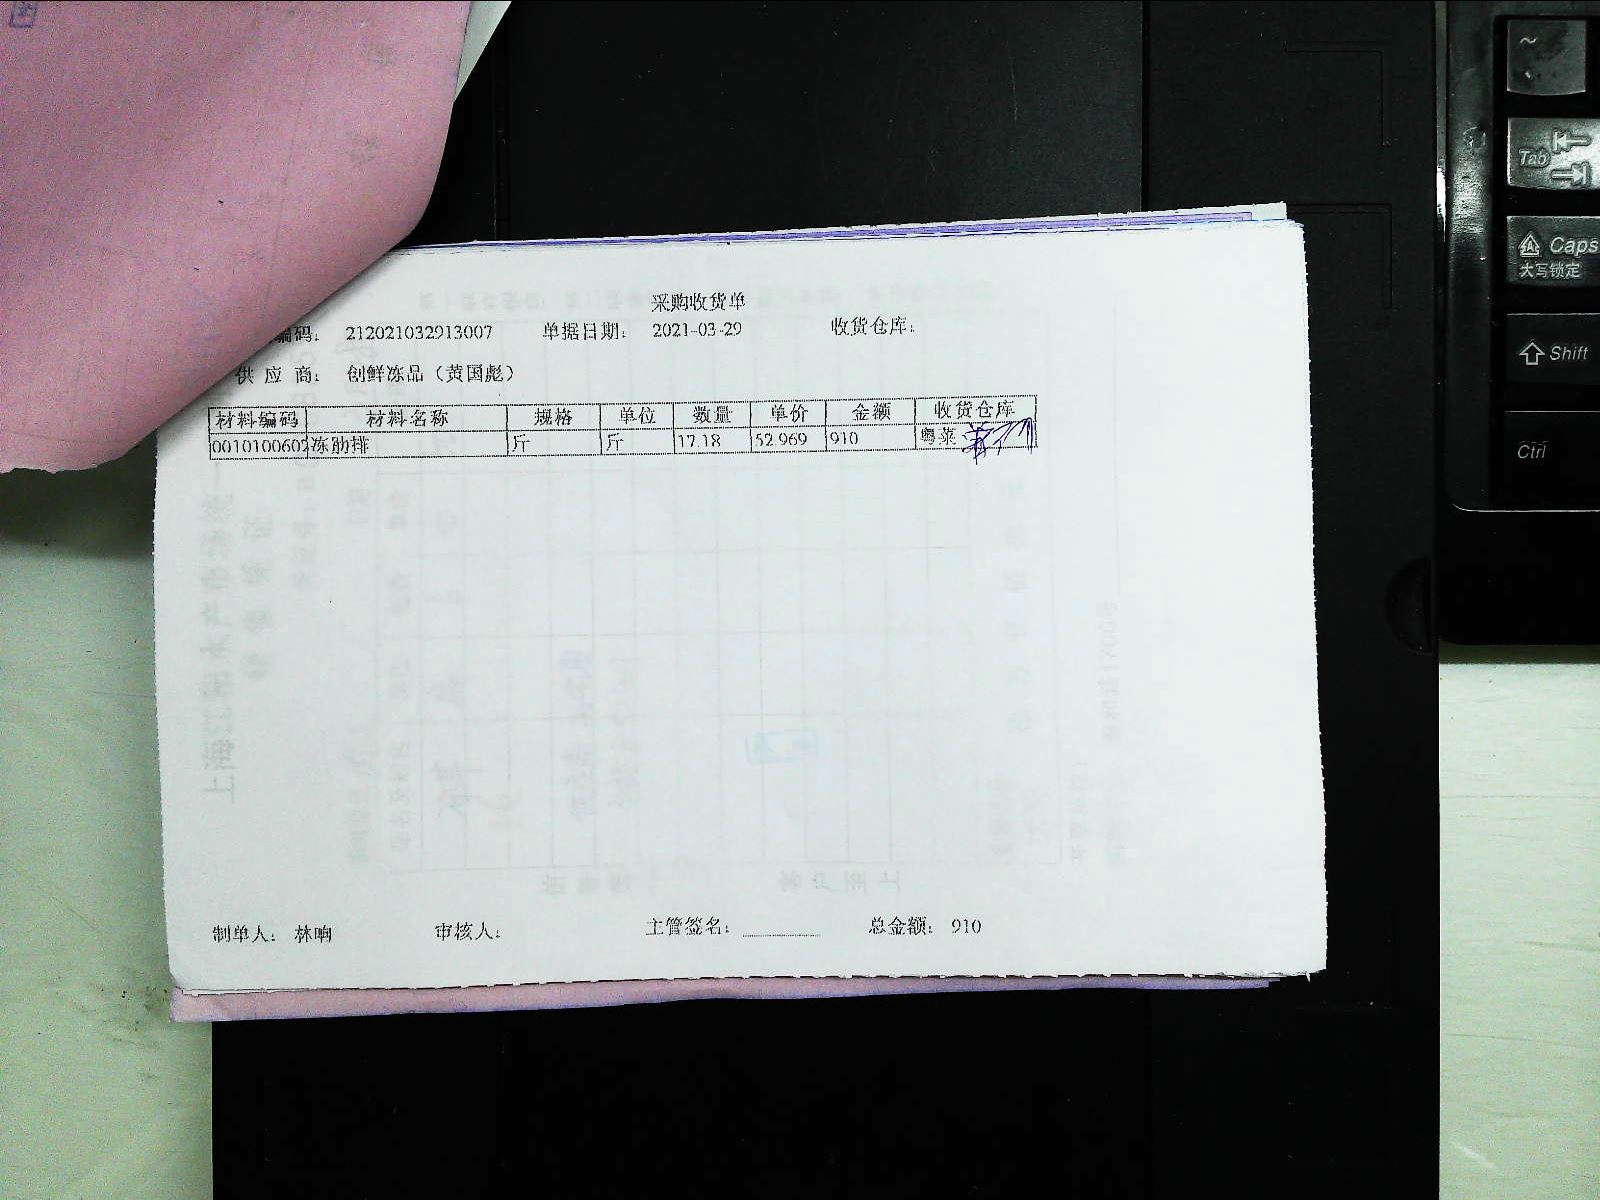 采购收货单
编码： 212021032913007 单据日期： 2021-03-29 收货仓库：
供 应 商： 创鲜冻品（黄国彪）
材料编码 材料名称 规格 单位 数量 单价 金额 收货仓库
0010100602 冻肋排 斤 斤 17.18 52.969 910 粤菜
制单人： 林响 审核人： 主管签名： 总金额： 910
~
Tab
Caps
大写锁定
Shift
Ctrl